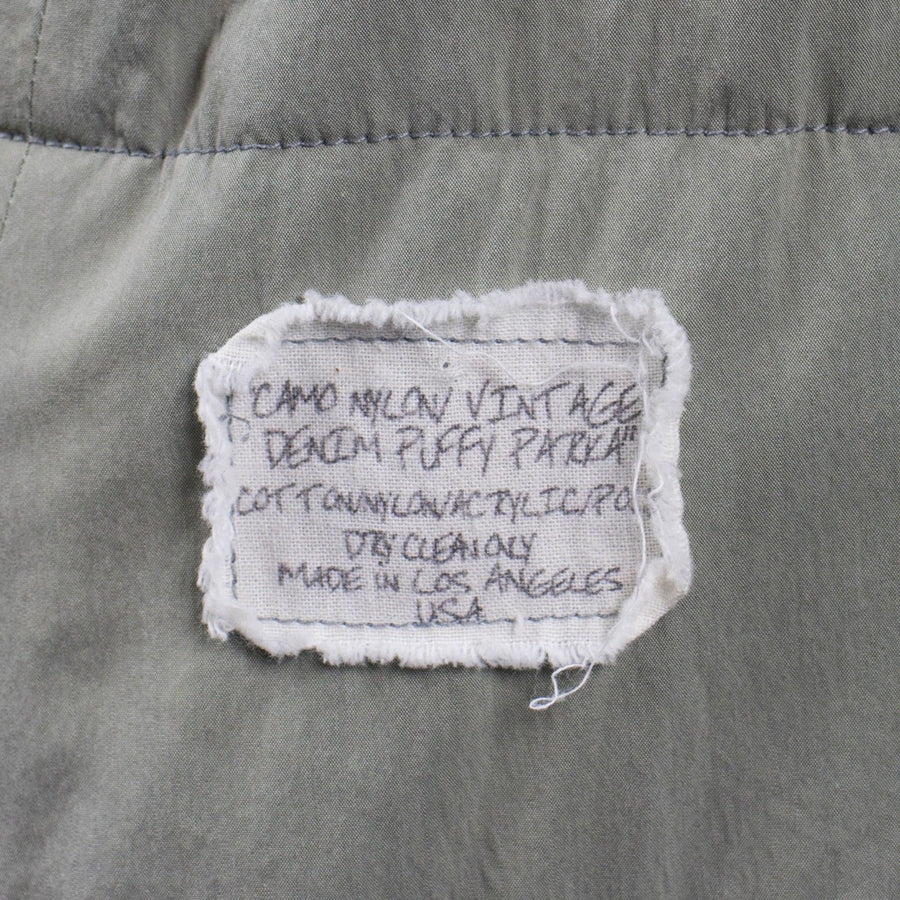 "CAMO NYLON/VINTAGE
DENIM PUFFY PARKA"
COTTON/NYLON/ACRYLIC/PO
DRY CLEAN ONLY
MADE IN LOS ANGELES
USA